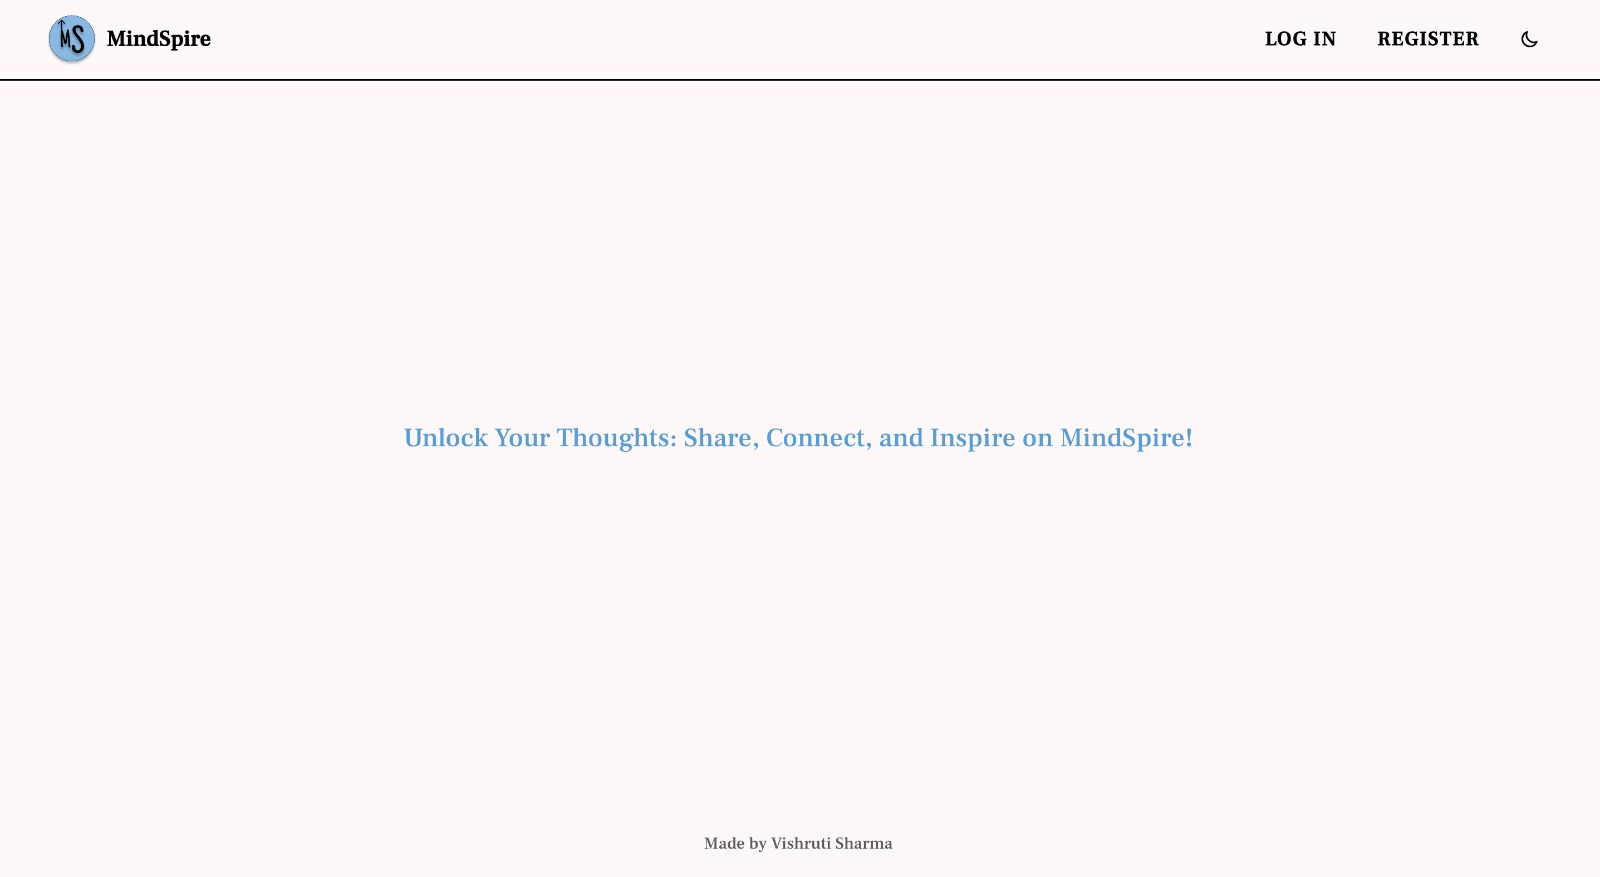 MS
MindSpire
LOG IN
REGISTER
Unlock Your Thoughts: Share, Connect, and Inspire on MindSpire!
Made by Vishruti Sharma